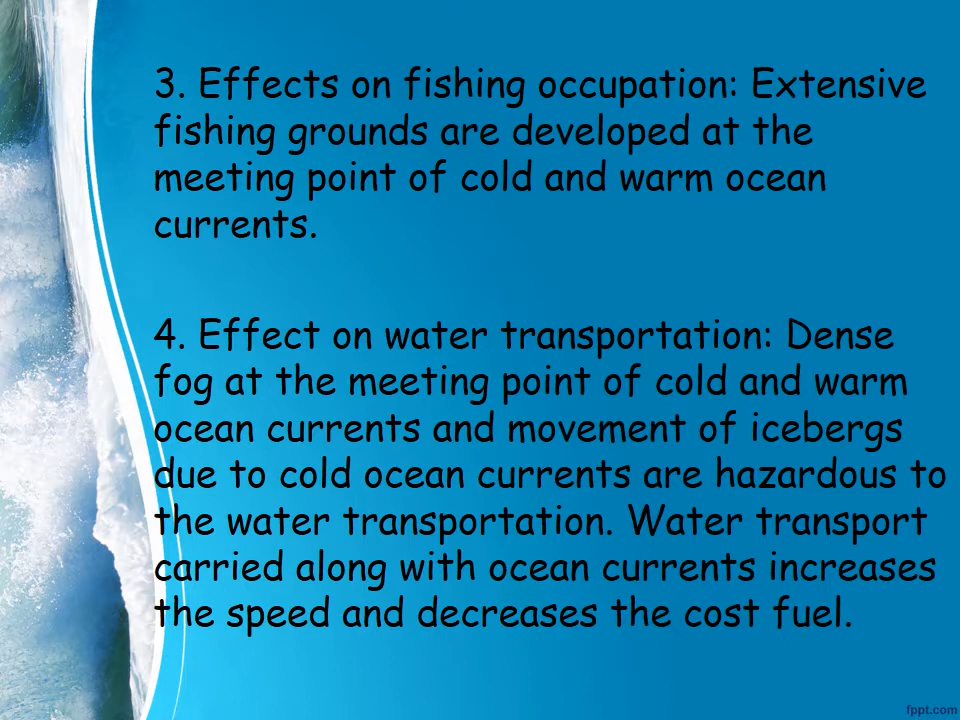 3. Effects on fishing occupation: Extensive
fishing grounds are developed at the
meeting point of cold and warm ocean
currents.
4. Effect on water transportation: Dense
fog at the meeting point of cold and warm
ocean currents and movement of icebergs
due to cold ocean currents are hazardous to
the water transportation. Water transport
carried along with ocean currents increases
the speed and decreases the cost fuel.
fppt.com